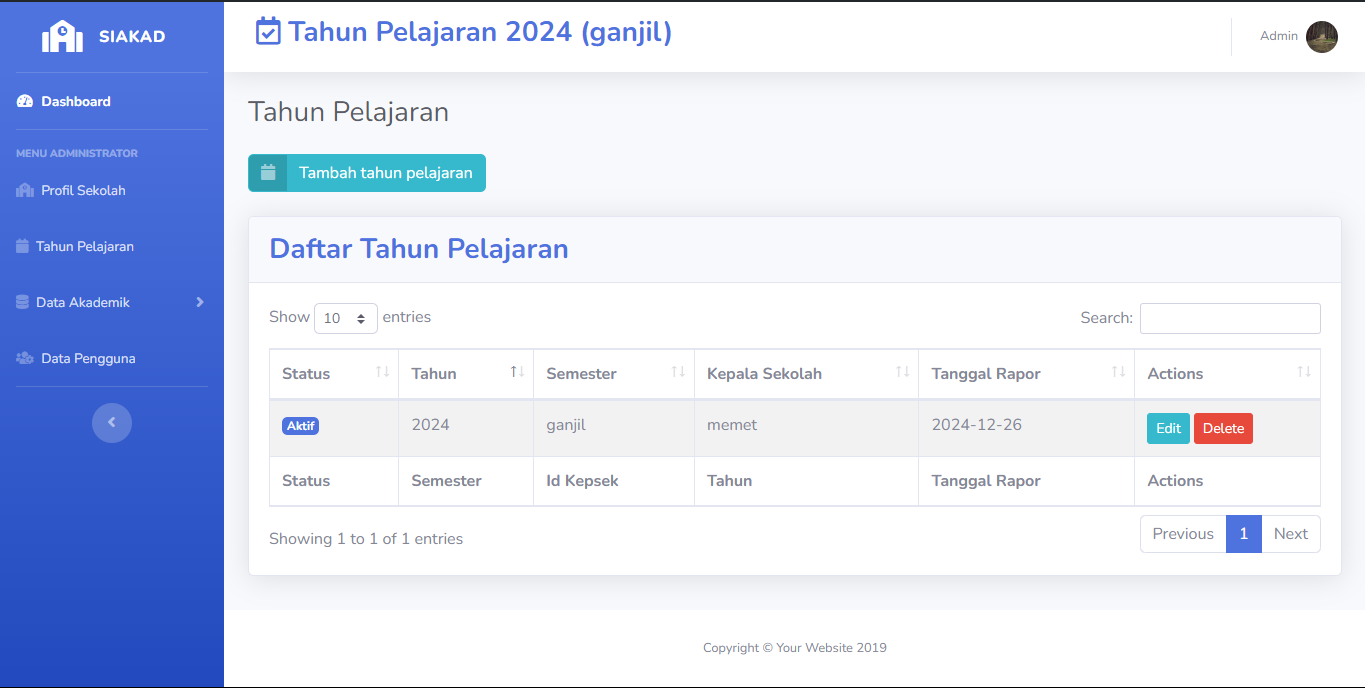 SIAKAD
Tahun Pelajaran 2024 (ganjil)
Admin
Dashboard
MENU ADMINISTRATOR
Profil Sekolah
Tahun Pelajaran
Data Akademik
Data Pengguna
Tahun Pelajaran
Tambah tahun pelajaran
Daftar Tahun Pelajaran
Show 10 entries
Search:
Status Tahun Semester Kepala Sekolah Tanggal Rapor Actions
Aktif 2024 ganjil memet 2024-12-26 Edit Delete
Status Semester Id Kepsek Tahun Tanggal Rapor Actions
Showing 1 to 1 of 1 entries
Previous 1 Next
Copyright © Your Website 2019